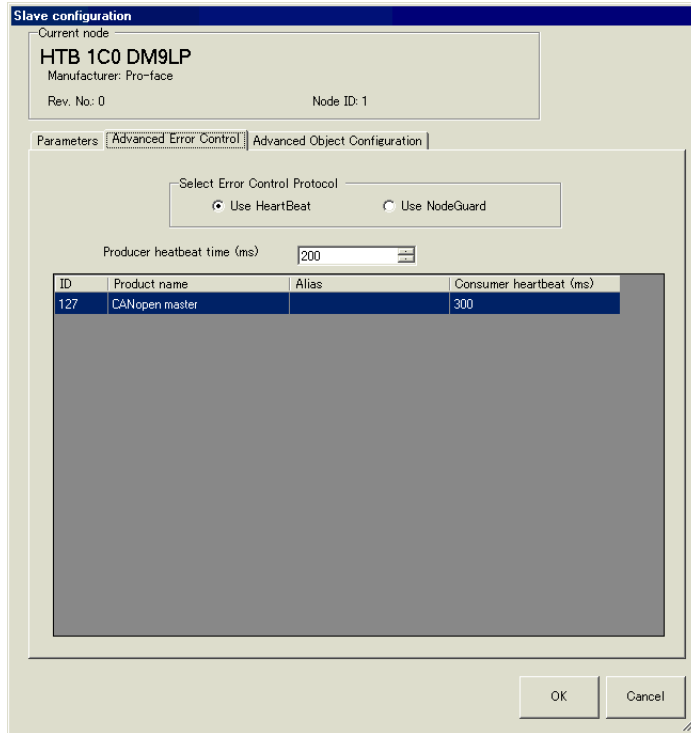 Slave configuration
Current node
HTB 1C0 DM9LP
Manufacturer: Pro-face
Rev. No.: 0 Node ID: 1
Parameters Advanced Error Control Advanced Object Configuration
Select Error Control Protocol
Use HeartBeat Use NodeGuard
Producer heatbeat time (ms) 200
ID Product name Alias Consumer heartbeat (ms)
127 CANopen master 300
OK Cancel